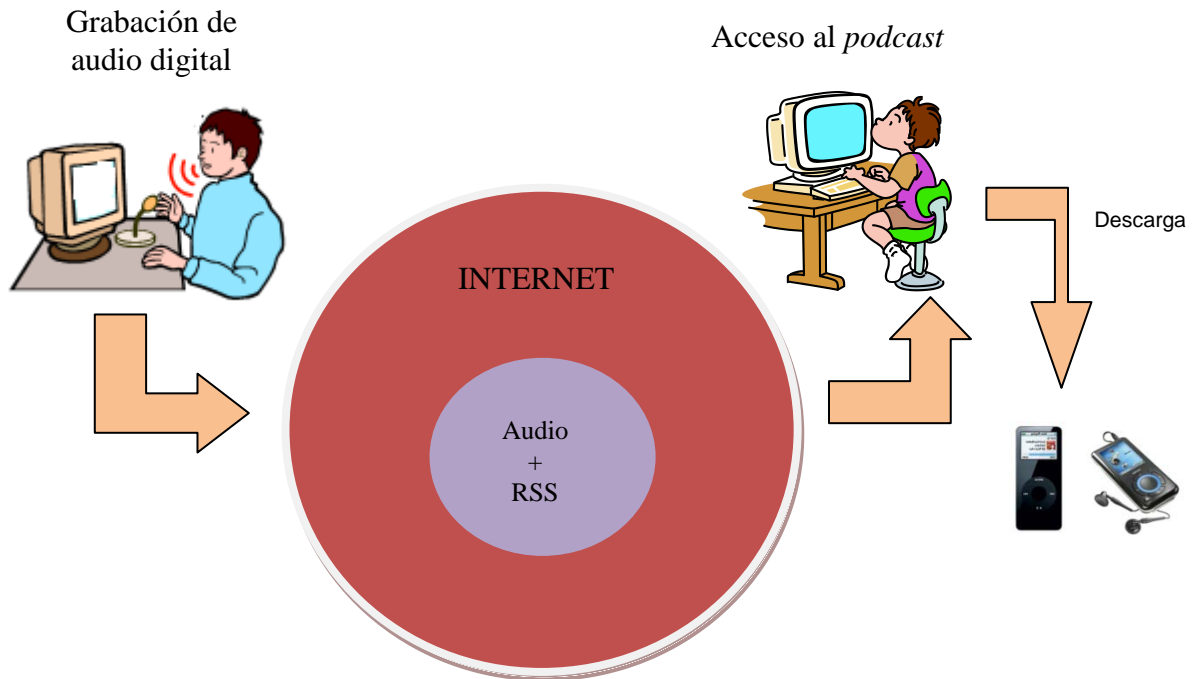 Grabación de
audio digital
Acceso al podcast
Descarga
INTERNET
Audio
+
RSS